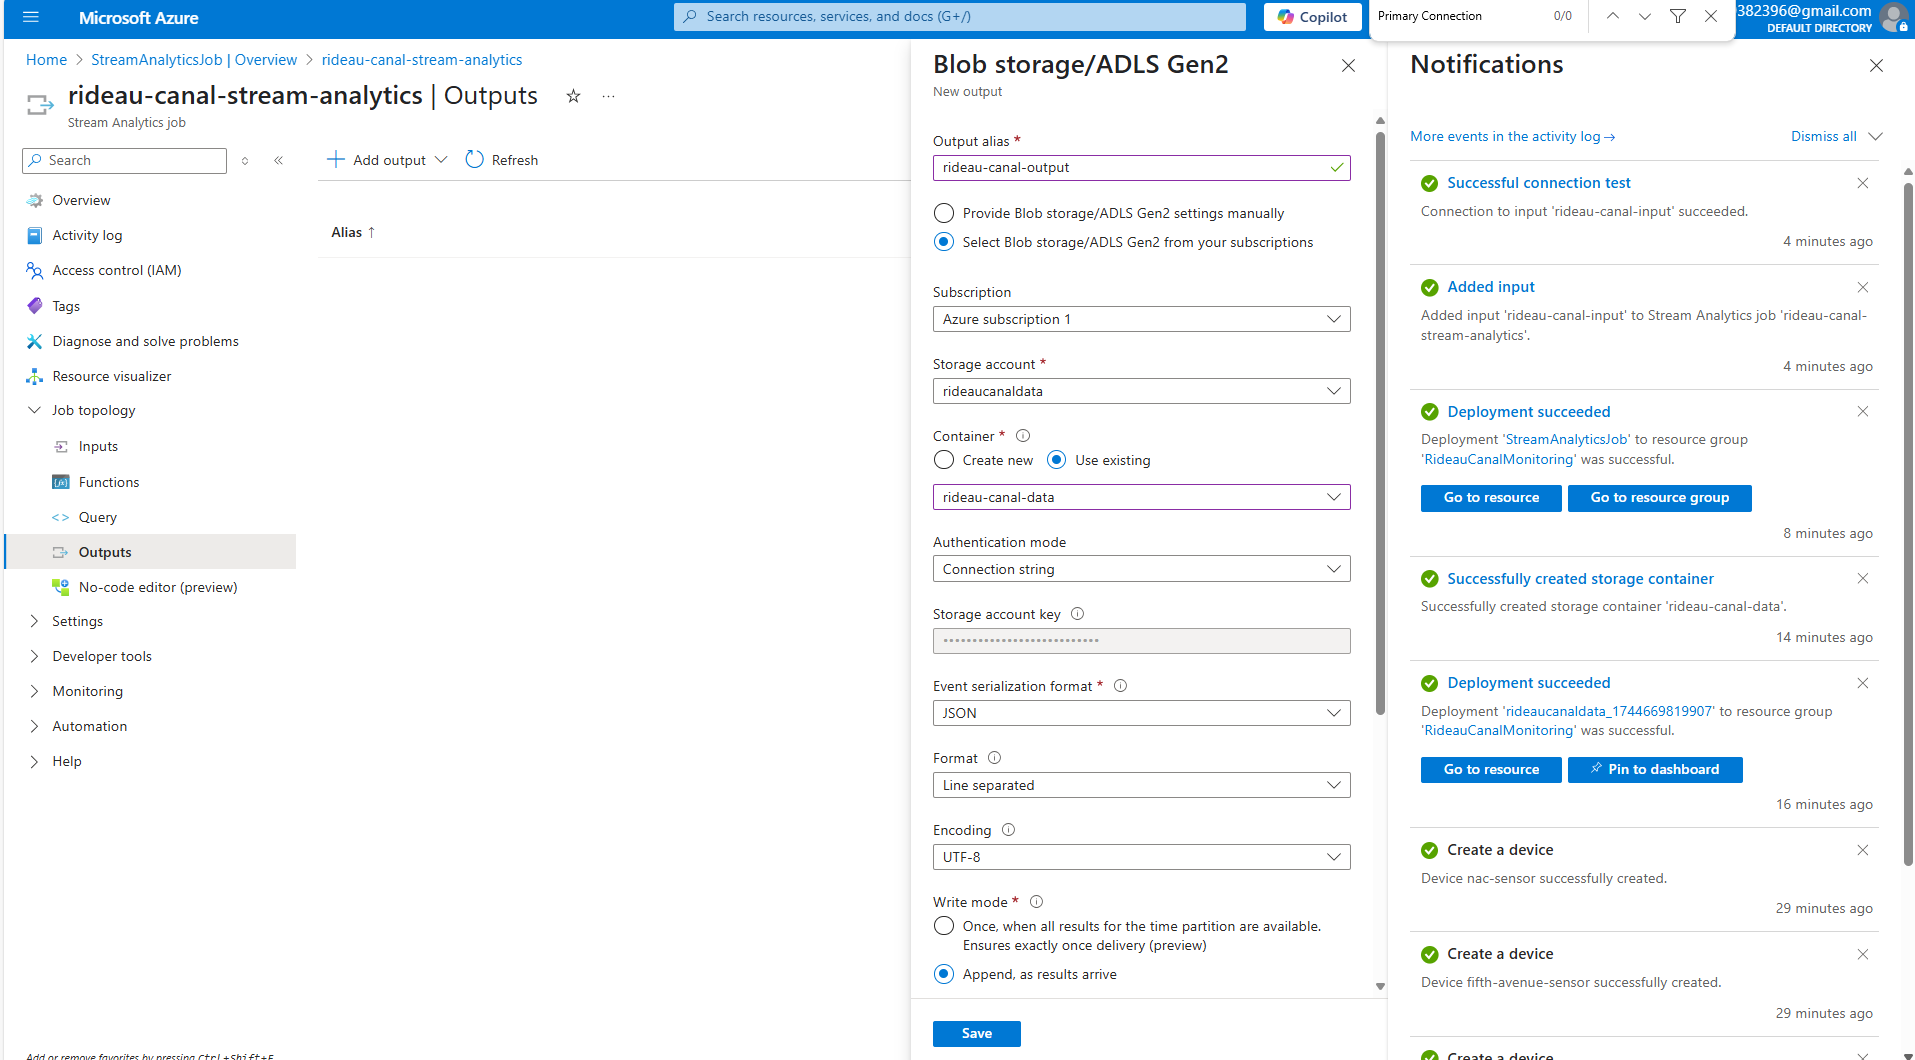 Microsoft Azure
Search resources, services, and docs (G+/)
Copilot
Primary Connection
0/0
382396@gmail.com
DEFAULT DIRECTORY
Home > StreamAnalyticsJob | Overview > rideau-canal-stream-analytics
rideau-canal-stream-analytics | Outputs
Stream Analytics job
Search
Add output
Refresh
Overview
Activity log
Access control (IAM)
Tags
Diagnose and solve problems
Resource visualizer
Job topology
Inputs
Functions
Query
Outputs
No-code editor (preview)
Settings
Developer tools
Monitoring
Automation
Help
Add or remove favorites by pressing Ctrl+Shift+F
Alias ↑
Blob storage/ADLS Gen2
New output
Output alias *
rideau-canal-output
Provide Blob storage/ADLS Gen2 settings manually
Select Blob storage/ADLS Gen2 from your subscriptions
Subscription
Azure subscription 1
Storage account *
rideaucanaldata
Container *
Create new
Use existing
rideau-canal-data
Authentication mode
Connection string
Storage account key
•••••••••••••••••••••••••••
Event serialization format *
JSON
Format
Line separated
Encoding
UTF-8
Write mode *
Once, when all results for the time partition are available.
Ensures exactly once delivery (preview)
Append, as results arrive
Save
Notifications
More events in the activity log →
Dismiss all
Successful connection test
Connection to input 'rideau-canal-input' succeeded.
4 minutes ago
Added input
Added input 'rideau-canal-input' to Stream Analytics job 'rideau-canal-
stream-analytics'.
4 minutes ago
Deployment succeeded
Deployment 'StreamAnalyticsJob' to resource group
'RideauCanalMonitoring' was successful.
Go to resource
Go to resource group
8 minutes ago
Successfully created storage container
Successfully created storage container 'rideau-canal-data'.
14 minutes ago
Deployment succeeded
Deployment 'rideaucanaldata_1744669819907' to resource group
'RideauCanalMonitoring' was successful.
Go to resource
Pin to dashboard
16 minutes ago
Create a device
Device nac-sensor successfully created.
29 minutes ago
Create a device
Device fifth-avenue-sensor successfully created.
29 minutes ago
Create a device